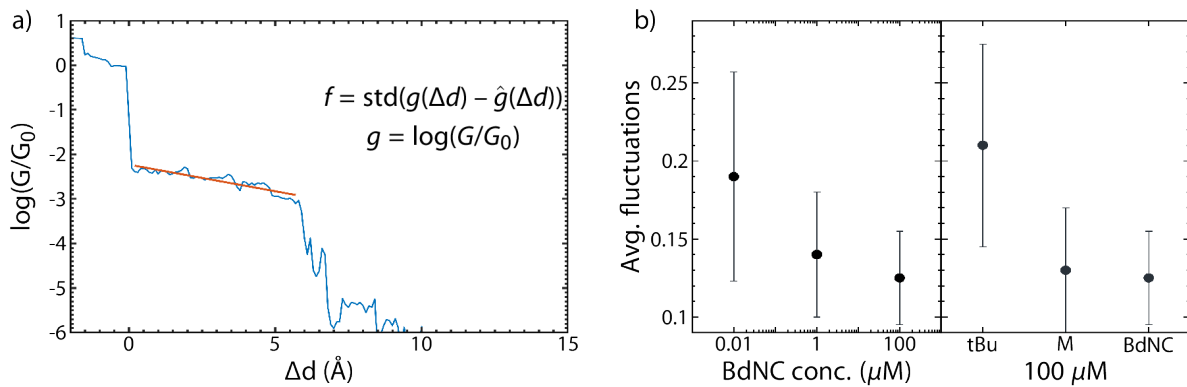 a)
log(G/G₀)
1
0
-1
-2
-3
-4
-5
-6
f = std(g(Δd) – ĝ(Δd))
g = log(G/G₀)
0
5
10
15
Δd (Å)
b)
Avg. fluctuations
0.25
0.2
0.15
0.1
0.01
1
100
BdNC conc. (μM)
tBu
M
BdNC
100 μM